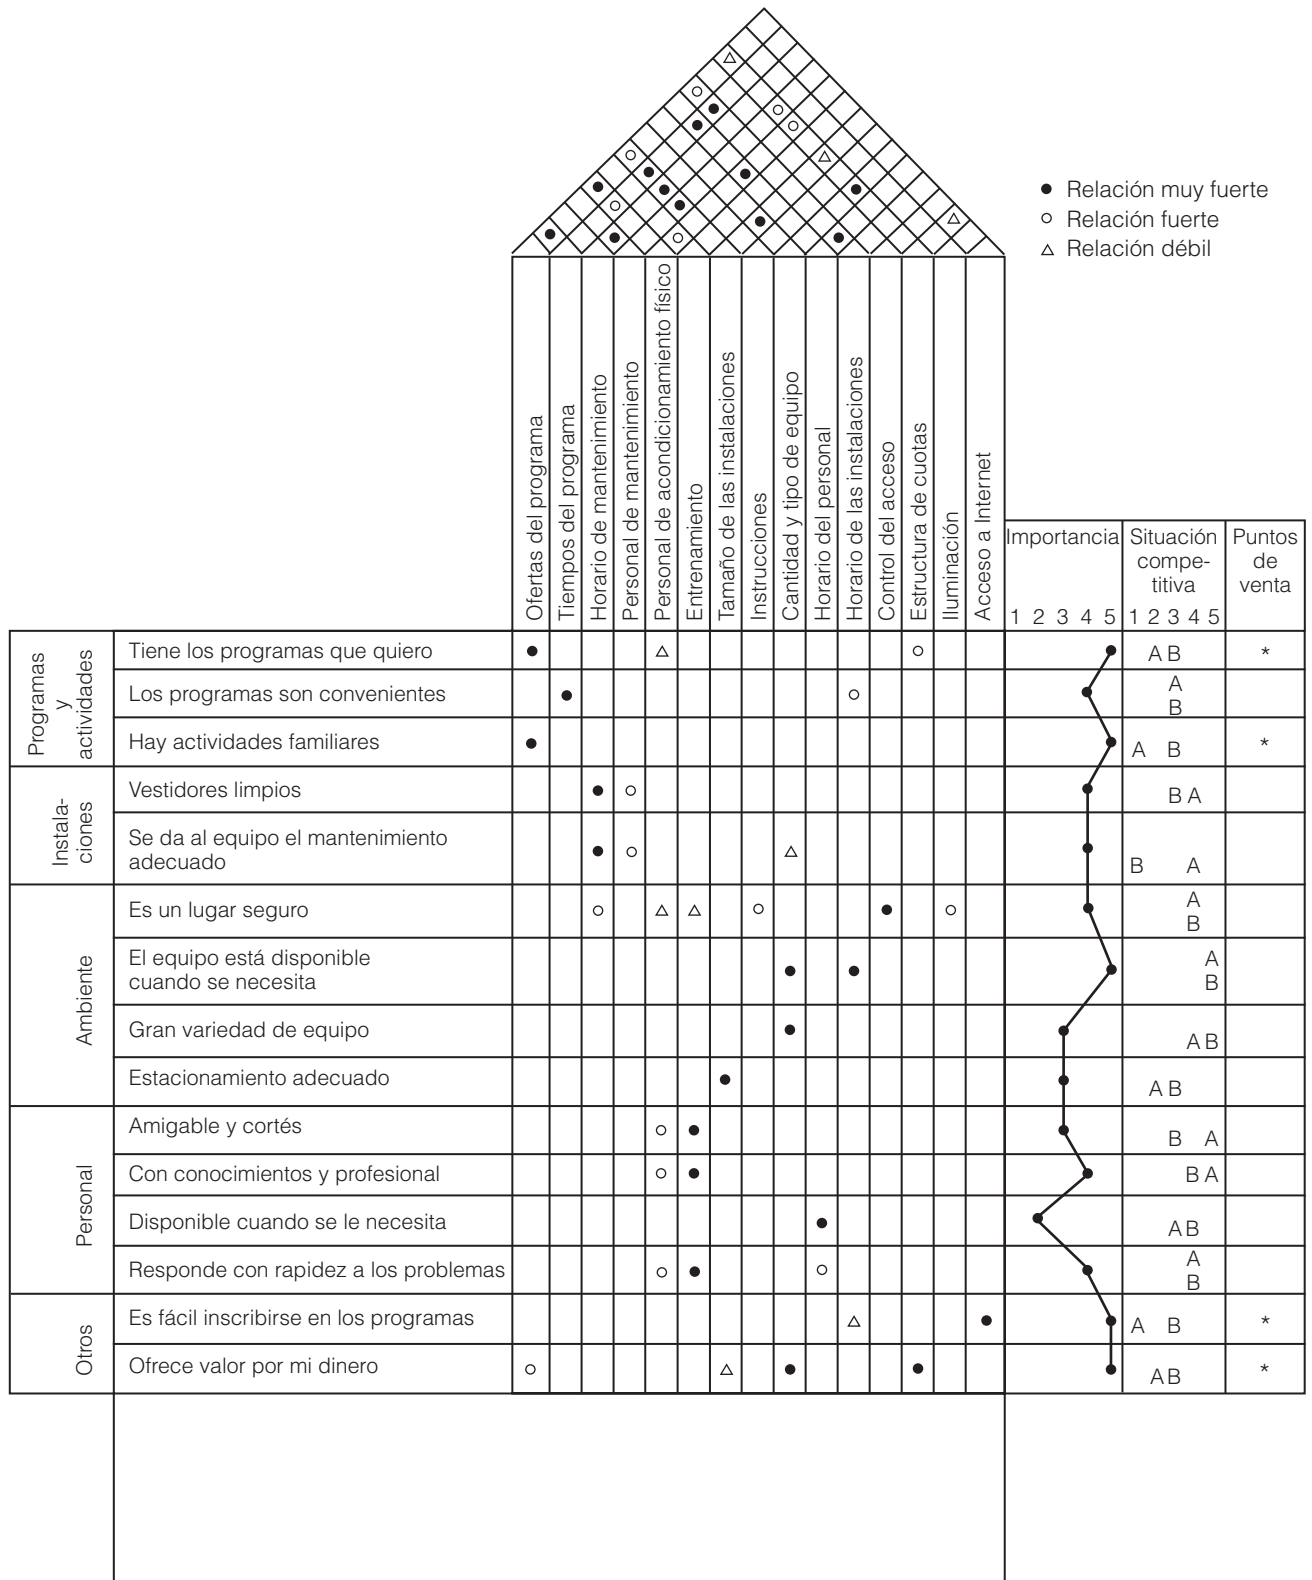 ● Relación muy fuerte
○ Relación fuerte
△ Relación débil
Ofertas del programa
Tiempos del programa
Horario de mantenimiento
Personal de mantenimiento
Personal de acondicionamiento físico
Entrenamiento
Tamaño de las instalaciones
Instrucciones
Cantidad y tipo de equipo
Horario del personal
Horario de las instalaciones
Control del acceso
Estructura de cuotas
Iluminación
Acceso a Internet
Importancia
1 2 3 4 5
Situación
compe-
titiva
1 2 3 4 5
Puntos
de
venta
Programas
y
actividades
Tiene los programas que quiero
A B
*
Los programas son convenientes
A
B
Hay actividades familiares
A B
*
Instala-
ciones
Vestidores limpios
B A
Se da al equipo el mantenimiento
adecuado
B A
Ambiente
Es un lugar seguro
A
B
El equipo está disponible
cuando se necesita
A
B
Gran variedad de equipo
A B
Estacionamiento adecuado
A B
Personal
Amigable y cortés
B A
Con conocimientos y profesional
B A
Disponible cuando se le necesita
A B
Responde con rapidez a los problemas
A
B
Otros
Es fácil inscribirse en los programas
A B
*
Ofrece valor por mi dinero
A B
*